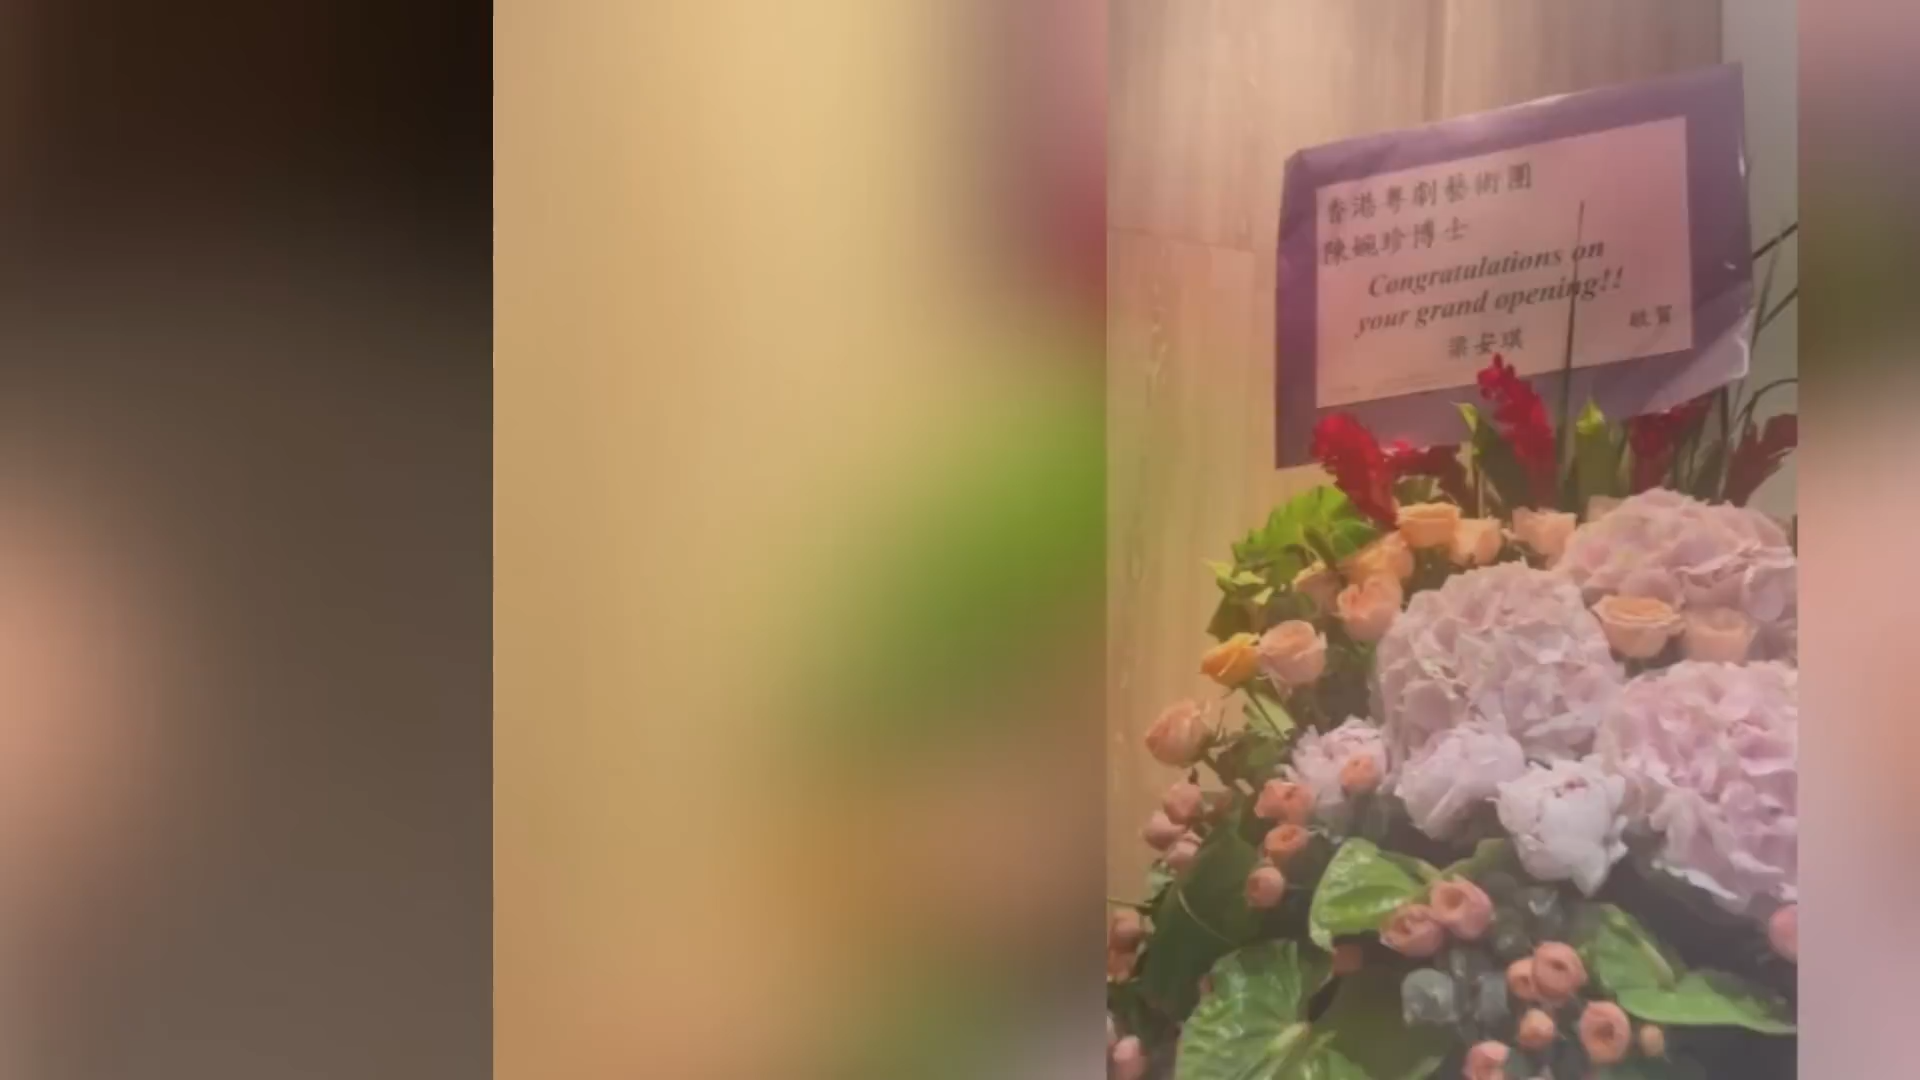 香港粵劇藝術團
陳婉珍博士
Congratulations on
your grand opening!!
敬賀
梁安琪